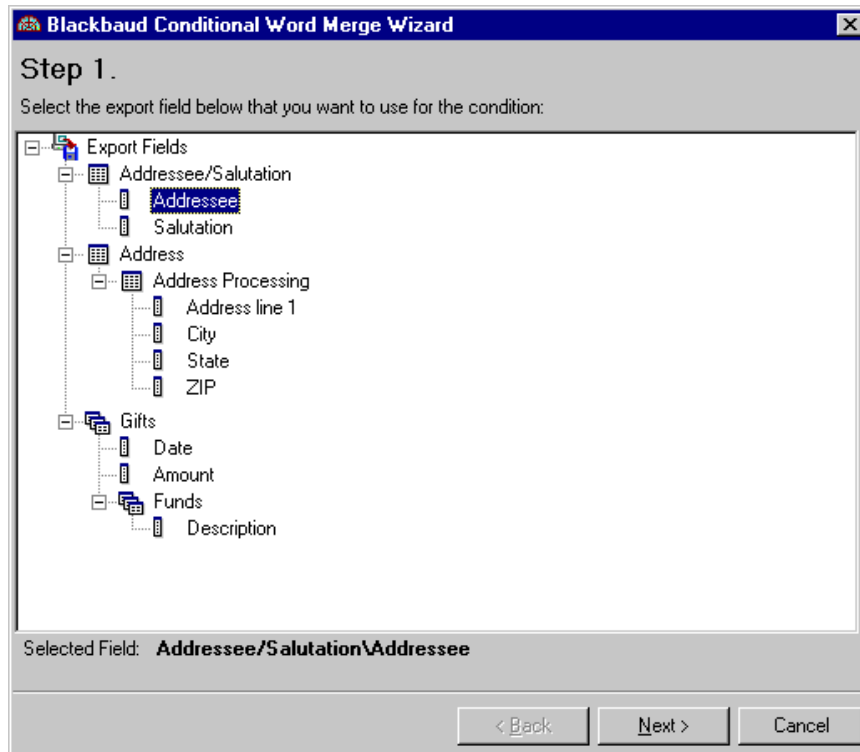 Blackbaud Conditional Word Merge Wizard
Step 1.
Select the export field below that you want to use for the condition:
Export Fields
Addressee/Salutation
Addressee
Salutation
Address
Address Processing
Address line 1
City
State
ZIP
Gifts
Date
Amount
Funds
Description
Selected Field: Addressee/Salutation\Addressee
< Back Next > Cancel